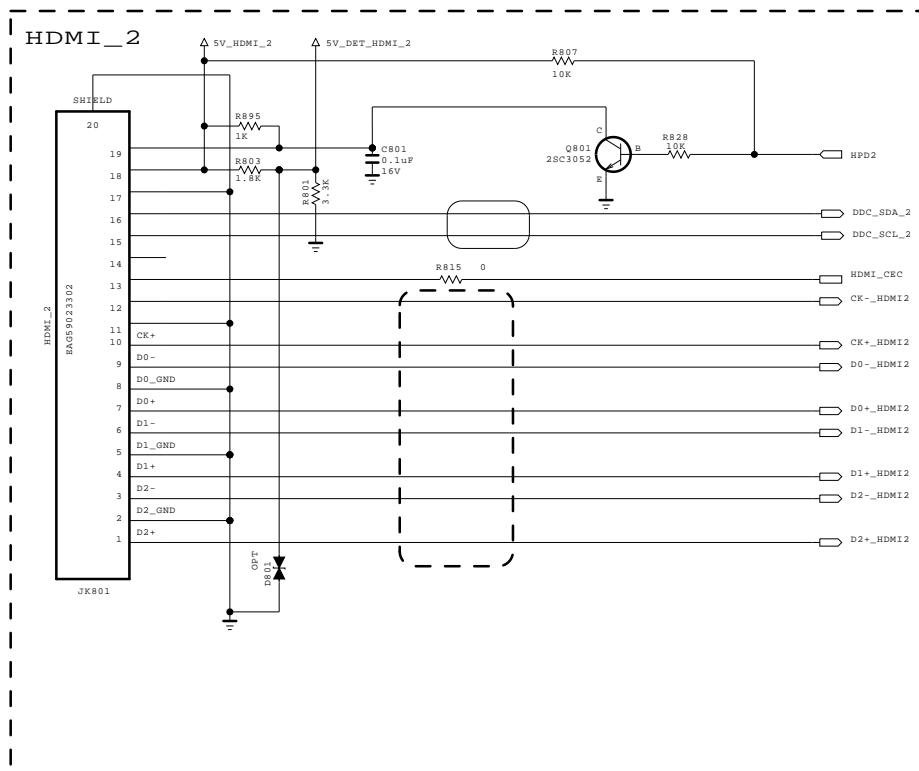 HDMI_2
5V_HDMI_2
5V_DET_HDMI_2
R807
10K
SHIELD
20
R895
1K
C801
0.1uF
16V
C
Q801
2SC3052
B
E
R828
10K
HPD2
19
18
R803
1.8K
R801
3.3K
17
16
DDC_SDA_2
15
DDC_SCL_2
14
R815 0
13
HDMI_CEC
12
CK-_HDMI2
HDMI_2
EAG59023302
11
10
CK+
CK+_HDMI2
9
D0-
D0-_HDMI2
8
D0_GND
7
D0+
D0+_HDMI2
6
D1-
D1-_HDMI2
5
D1_GND
4
D1+
D1+_HDMI2
3
D2-
D2-_HDMI2
2
D2_GND
1
D2+
D2+_HDMI2
OPT
D801
JK801